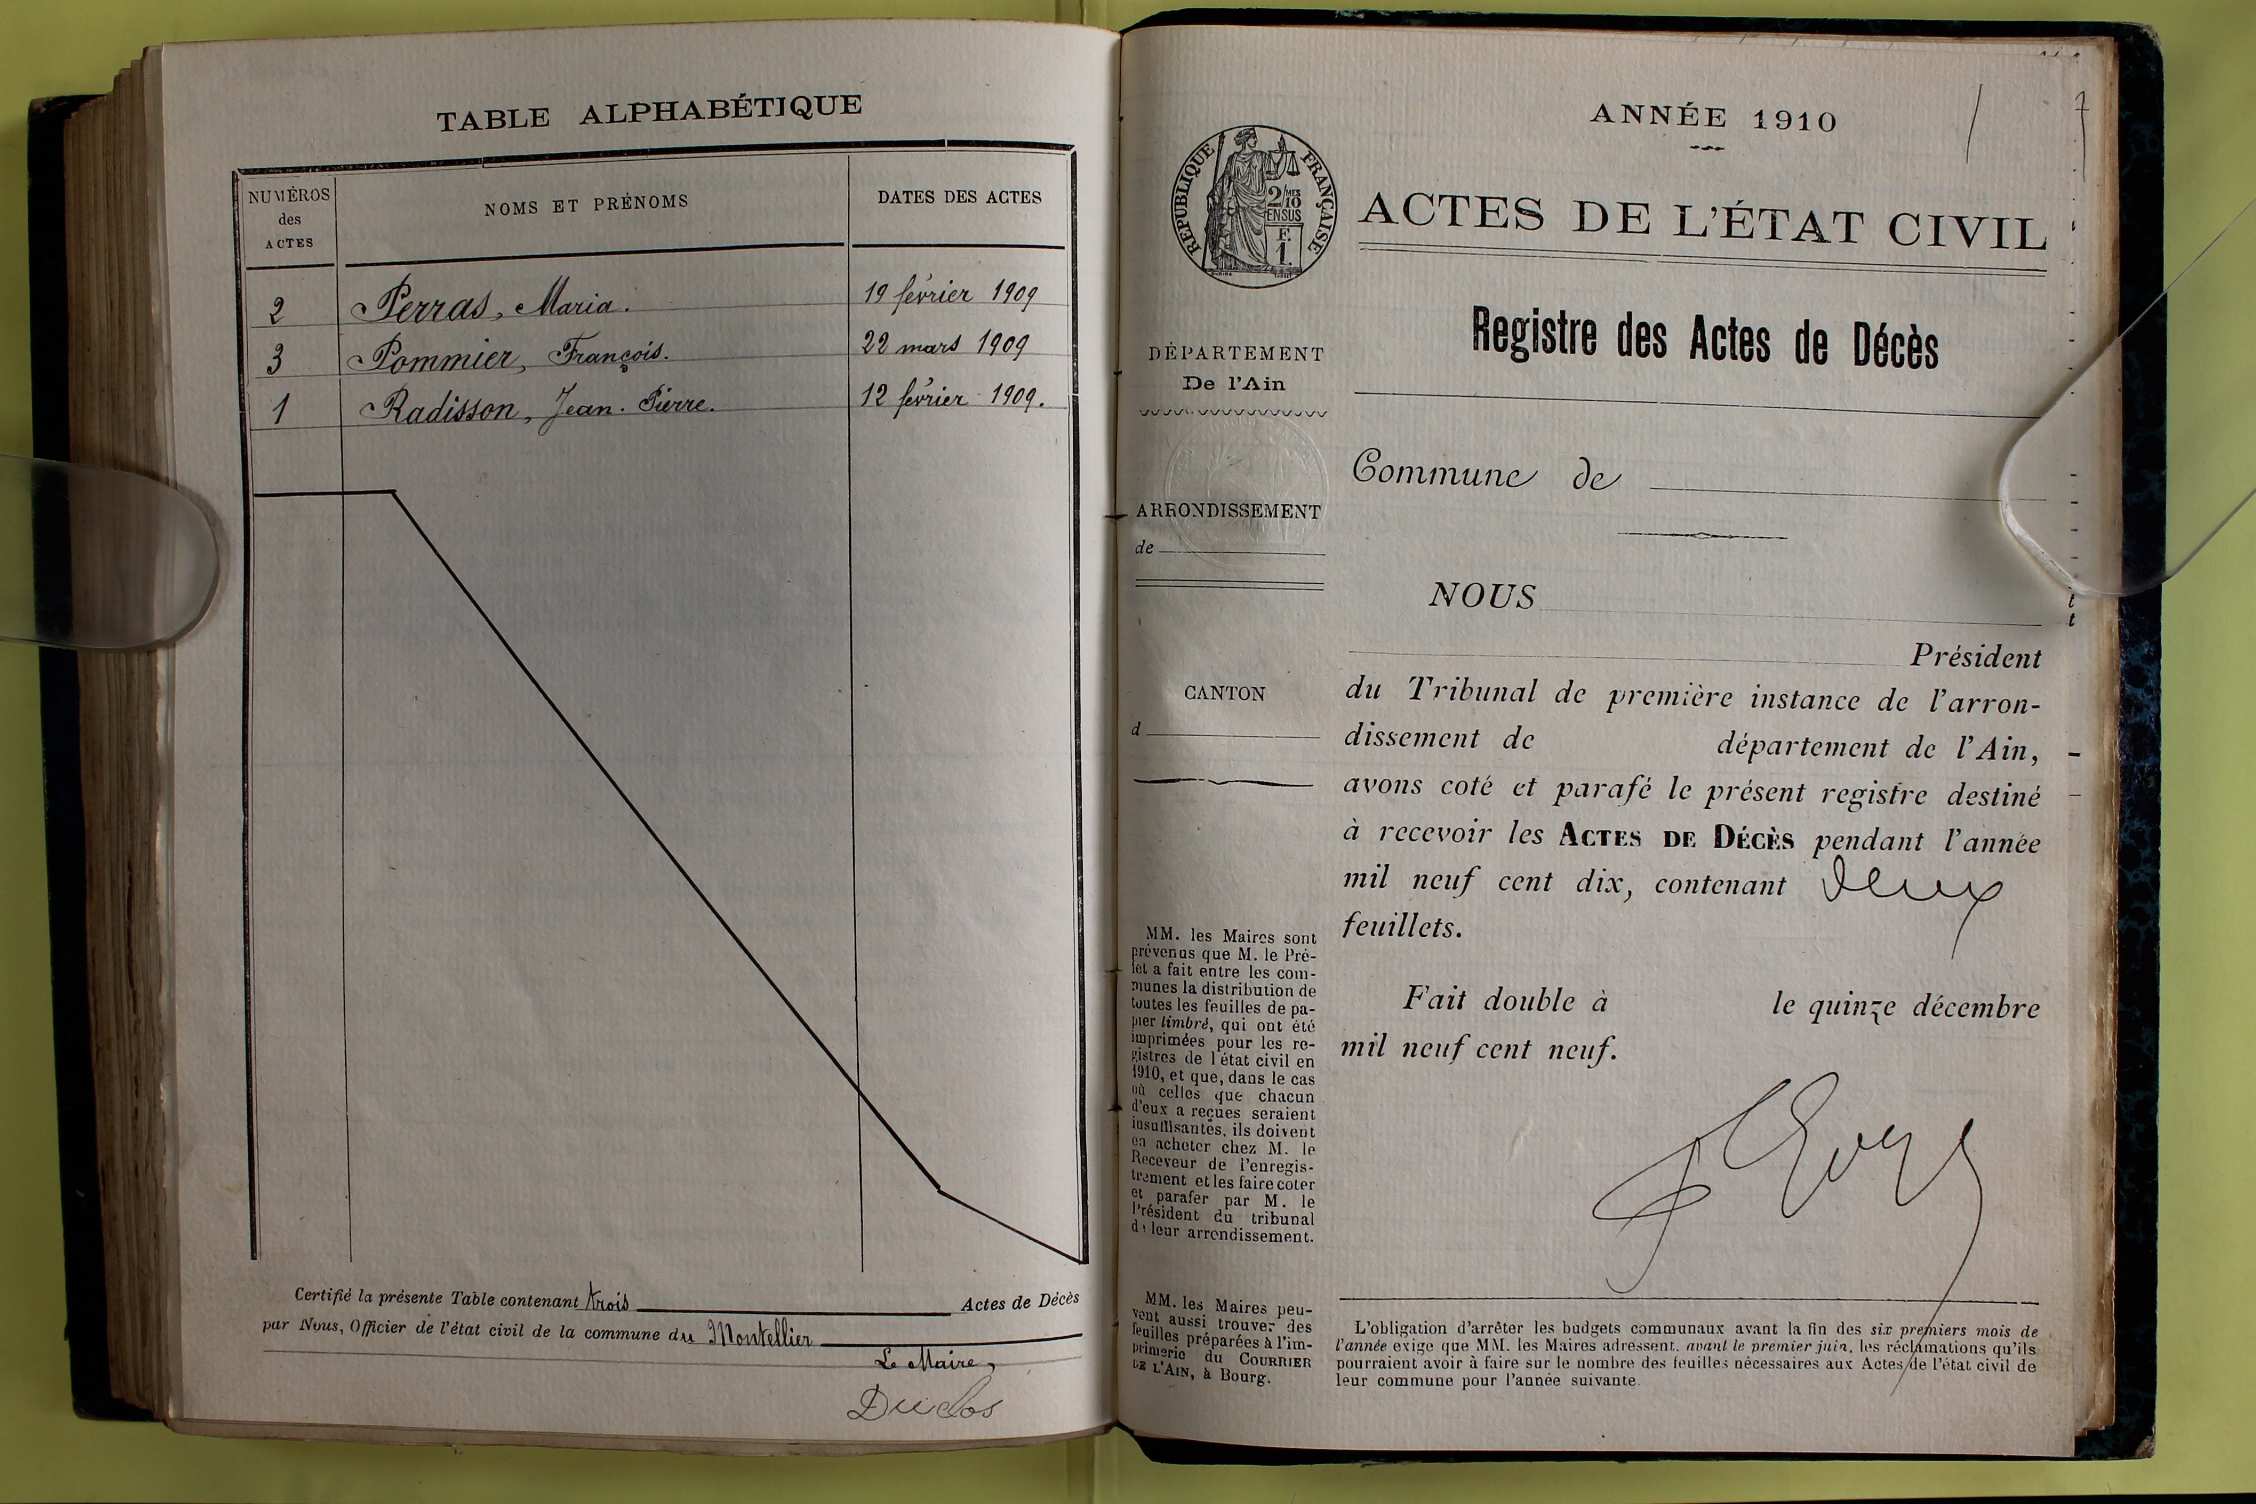 TABLE ALPHABÉTIQUE
NUMÉROS des ACTES
NOMS ET PRÉNOMS
DATES DES ACTES
2 Perras, Maria. 19 février 1909
3 Pommier, François. 22 mars 1909
1 Radisson, Jean-Pierre. 12 février 1909.
Certifié la présente Table contenant trois Actes de Décès
par Nous, Officier de l'état civil de la commune du Montellier
Le Maire,
Duclos
ANNÉE 1910
RÉPUBLIQUE FRANÇAISE
2/10 MES
EN SUS
F.
1.
ACTES DE L'ÉTAT CIVIL
Registre des Actes de Décès
DÉPARTEMENT
De l'Ain
ARRONDISSEMENT
de
CANTON
d
MM. les Maires sont
prévenus que M. le Pré-
fet a fait entre les com-
munes la distribution de
toutes les feuilles de pa-
pier timbré, qui ont été
imprimées pour les re-
gistres de l'état civil en
1910, et que, dans le cas
où celles que chacun
d'eux a reçues seraient
insuffisantes, ils doivent
en acheter chez M. le
Receveur de l'enregis-
trement et les faire coter
et parafer par M. le
Président du tribunal
de leur arrondissement.
MM. les Maires peu-
vent aussi trouver des
feuilles préparées à l'im-
primerie du COURRIER
DE L'AIN, à Bourg.
Commune de
NOUS
Président
du Tribunal de première instance de l'arron-
dissement de département de l'Ain,
avons coté et parafé le présent registre destiné
à recevoir les ACTES DE DÉCÈS pendant l'année
mil neuf cent dix, contenant deux
feuillets.
Fait double à le quinze décembre
mil neuf cent neuf.
L'obligation d'arrêter les budgets communaux avant la fin des six premiers mois de
l'année exige que MM. les Maires adressent, avant le premier juin, les réclamations qu'ils
pourraient avoir à faire sur le nombre des feuilles nécessaires aux Actes de l'état civil de
leur commune pour l'année suivante.